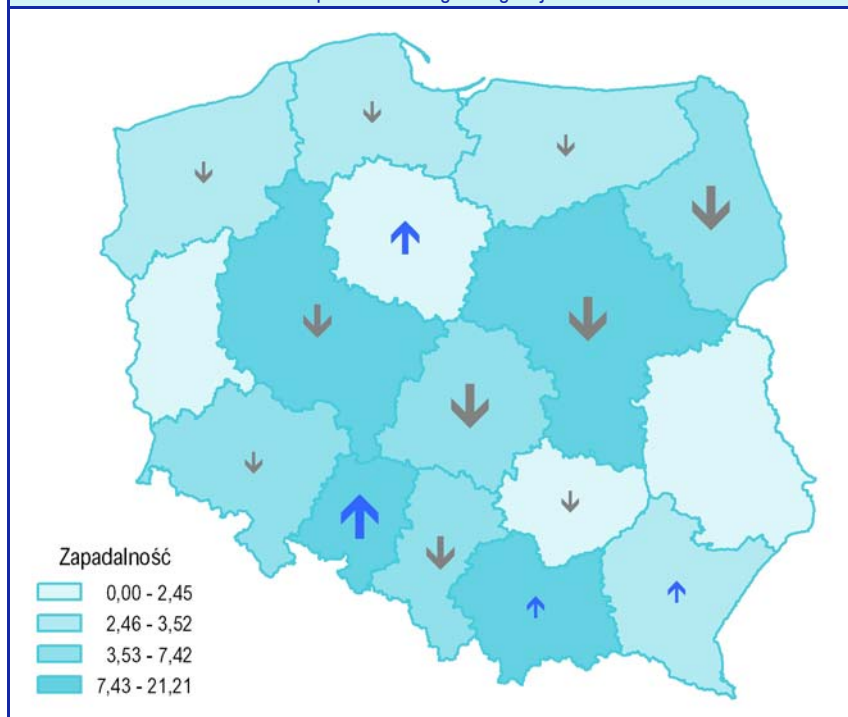 Zapadalność
0,00 - 2,45
2,46 - 3,52
3,53 - 7,42
7,43 - 21,21